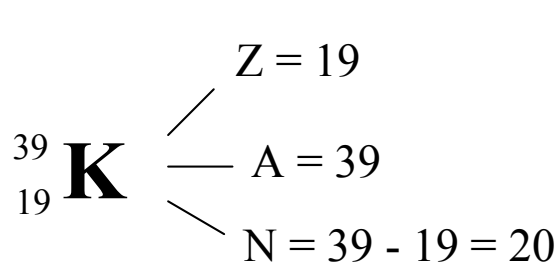 Z = 19
39
19
K
A = 39
N = 39 - 19 = 20